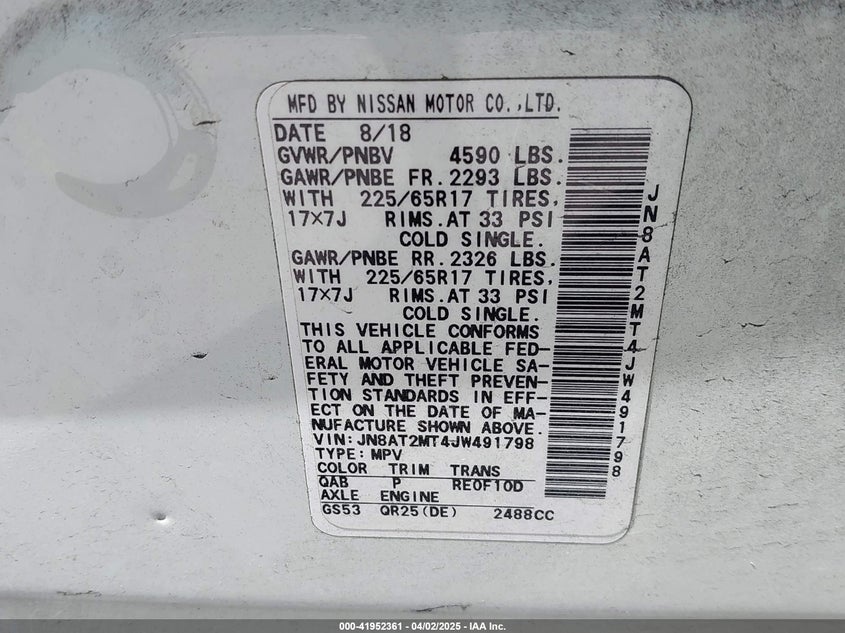 MFD BY NISSAN MOTOR CO.,LTD.
DATE 8/18
GVWR/PNBV 4590 LBS.
GAWR/PNBE FR. 2293 LBS.
WITH 225/65R17 TIRES,
17×7J RIMS. AT 33 PSI
COLD SINGLE.
GAWR/PNBE RR. 2326 LBS.
WITH 225/65R17 TIRES,
17×7J RIMS. AT 33 PSI
COLD SINGLE.
THIS VEHICLE CONFORMS
TO ALL APPLICABLE FED-
ERAL MOTOR VEHICLE SA-
FETY AND THEFT PREVEN-
TION STANDARDS IN EFF-
ECT ON THE DATE OF MA-
NUFACTURE SHOWN ABOVE.
VIN: JN8AT2MT4JW491798
TYPE: MPV
COLOR TRIM TRANS
QAB P RE0F10D
AXLE ENGINE
GS53 QR25(DE) 2488CC
JN8AT2MT4JW491798
000-41952361 - 04/02/2025 - IAA Inc.